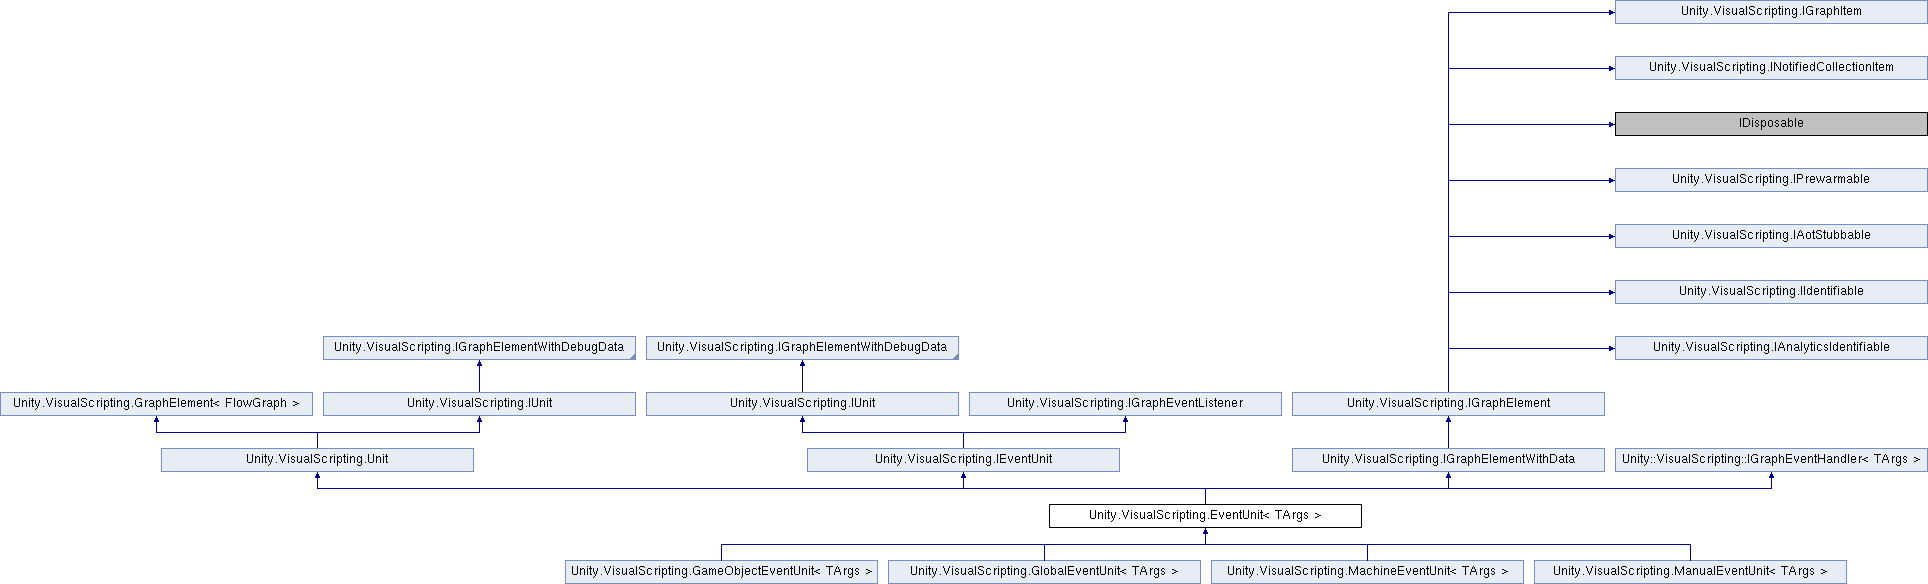 Unity.VisualScripting.IGraphItem
Unity.VisualScripting.INotifiedCollectionItem
IDisposable
Unity.VisualScripting.IPrewarmable
Unity.VisualScripting.IAotStubbable
Unity.VisualScripting.IIdentifiable
Unity.VisualScripting.IGraphElementWithDebugData
Unity.VisualScripting.IGraphElementWithDebugData
Unity.VisualScripting.IAnalyticsIdentifiable
Unity.VisualScripting.GraphElement< FlowGraph >
Unity.VisualScripting.IUnit
Unity.VisualScripting.IUnit
Unity.VisualScripting.IGraphEventListener
Unity.VisualScripting.IGraphElement
Unity.VisualScripting.Unit
Unity.VisualScripting.IEventUnit
Unity.VisualScripting.IGraphElementWithData
Unity::VisualScripting::IGraphEventHandler< TArgs >
Unity.VisualScripting.EventUnit< TArgs >
Unity.VisualScripting.GameObjectEventUnit< TArgs >
Unity.VisualScripting.GlobalEventUnit< TArgs >
Unity.VisualScripting.MachineEventUnit< TArgs >
Unity.VisualScripting.ManualEventUnit< TArgs >